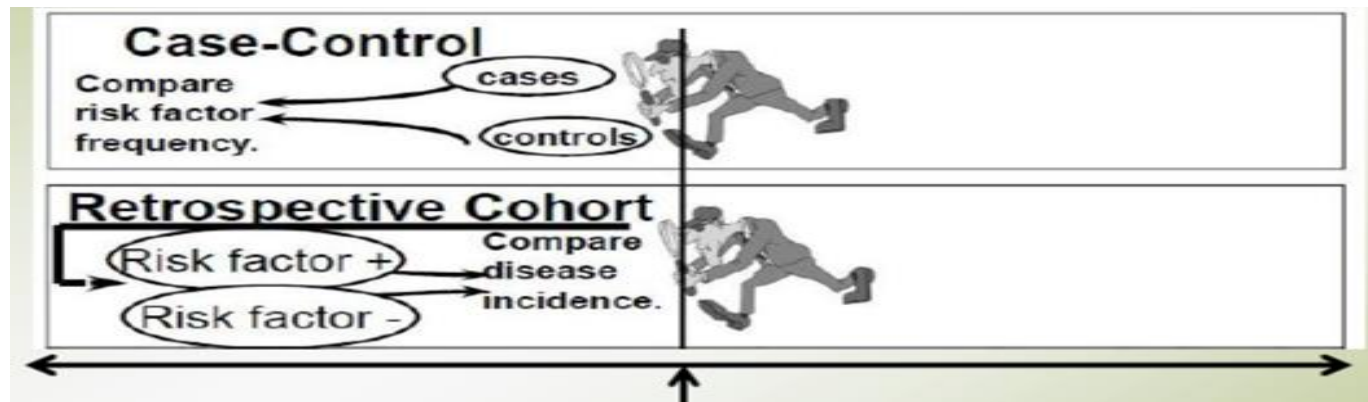 Case-Control
cases
Compare
risk factor
frequency.
controls
Retrospective Cohort
Risk factor +
Risk factor -
Compare
disease
incidence.